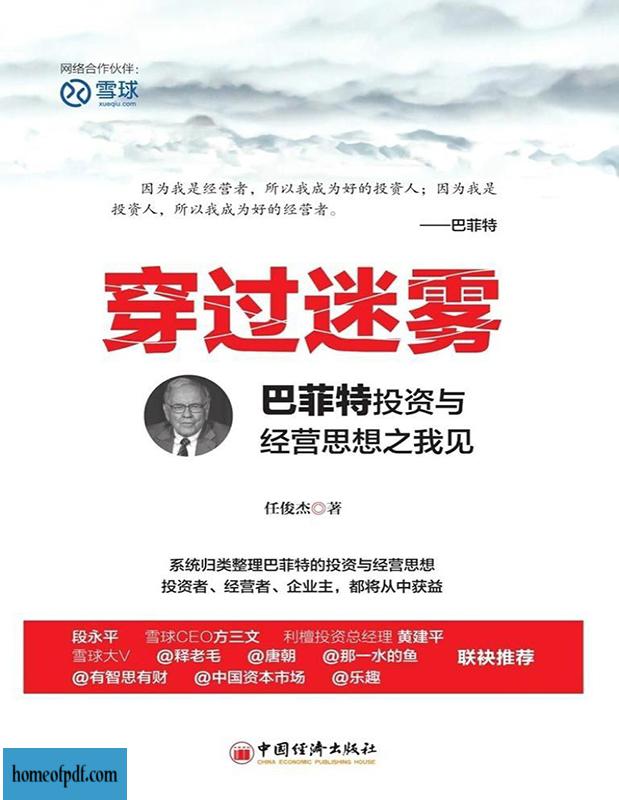 网络合作伙伴：
雪球
xueqiu.com
因为我是经营者，所以我成为好的投资人；因为我是
投资人，所以我成为好的经营者。
——巴菲特
穿过迷雾
巴菲特投资与
经营思想之我见
任俊杰◎著
系统归类整理巴菲特的投资与经营思想
投资者、经营者、企业主，都将从中获益
段永平 雪球CEO方三文 利檀投资总经理 黄建平
雪球大V @释老毛 @唐朝 @那一水的鱼 联袂推荐
@有智思有财 @中国资本市场 @乐趣
中国经济出版社
CHINA ECONOMIC PUBLISHING HOUSE
homeofpdf.com